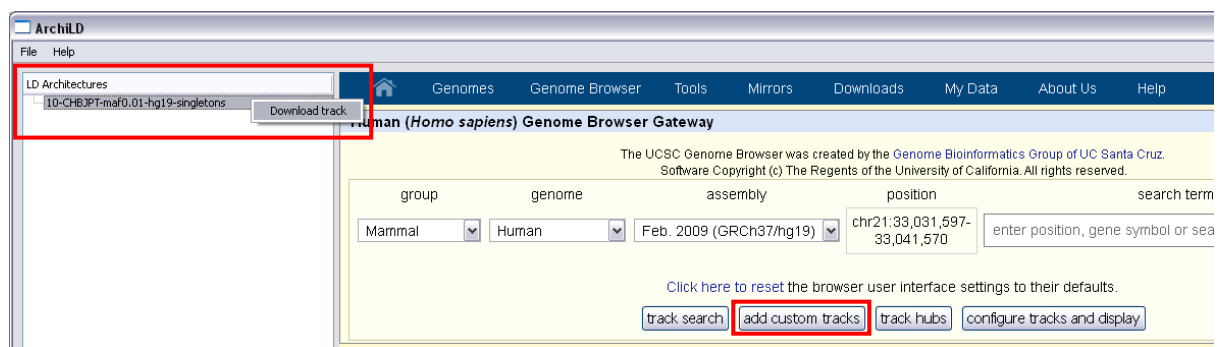 ArchiLD
File Help
LD Architectures
10-CHBJPT-maf0.01-hg19-singletons
Download track
Genomes Genome Browser Tools Mirrors Downloads My Data About Us Help
Human (Homo sapiens) Genome Browser Gateway
The UCSC Genome Browser was created by the Genome Bioinformatics Group of UC Santa Cruz.
Software Copyright (c) The Regents of the University of California. All rights reserved.
group genome assembly position search term
Mammal Human Feb. 2009 (GRCh37/hg19) chr21:33,031,597-
33,041,570
enter position, gene symbol or sea
Click here to reset the browser user interface settings to their defaults.
track search add custom tracks track hubs configure tracks and display